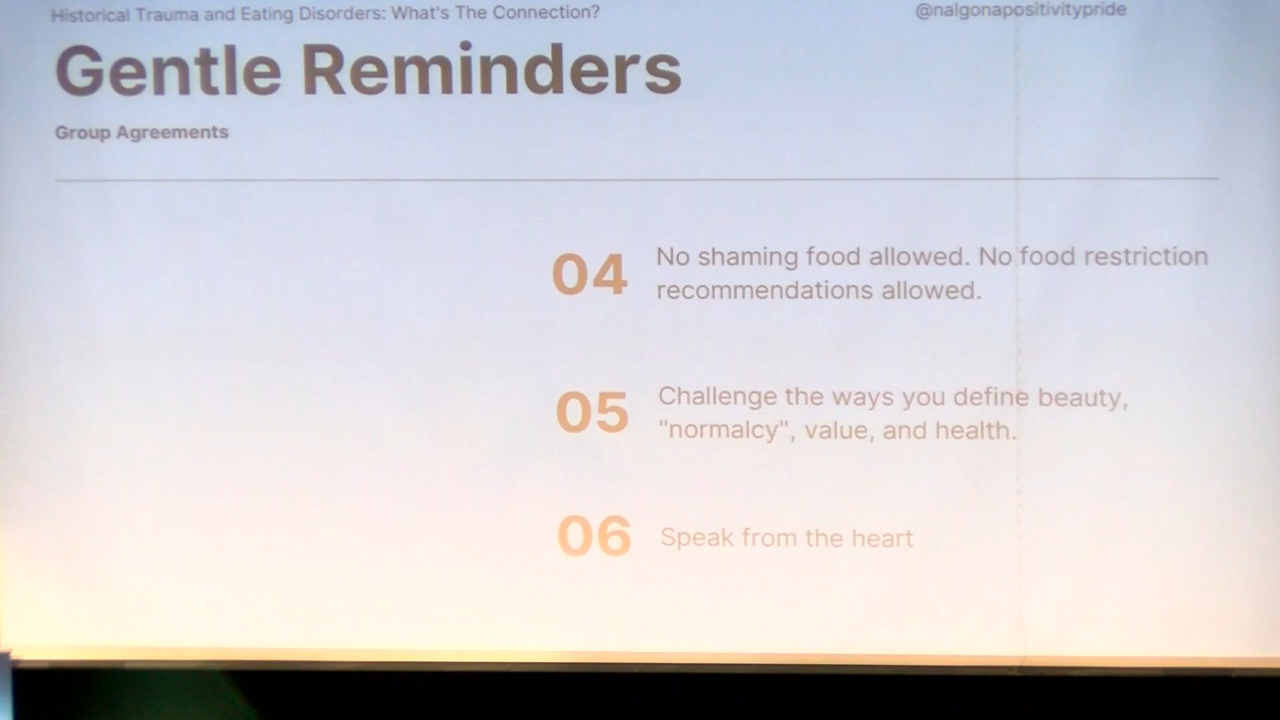 Historical Trauma and Eating Disorders: What's The Connection?
@nalgonapositivitypride
Gentle Reminders
Group Agreements
04
No shaming food allowed. No food restriction
recommendations allowed.
05
Challenge the ways you define beauty,
"normalcy", value, and health.
06
Speak from the heart